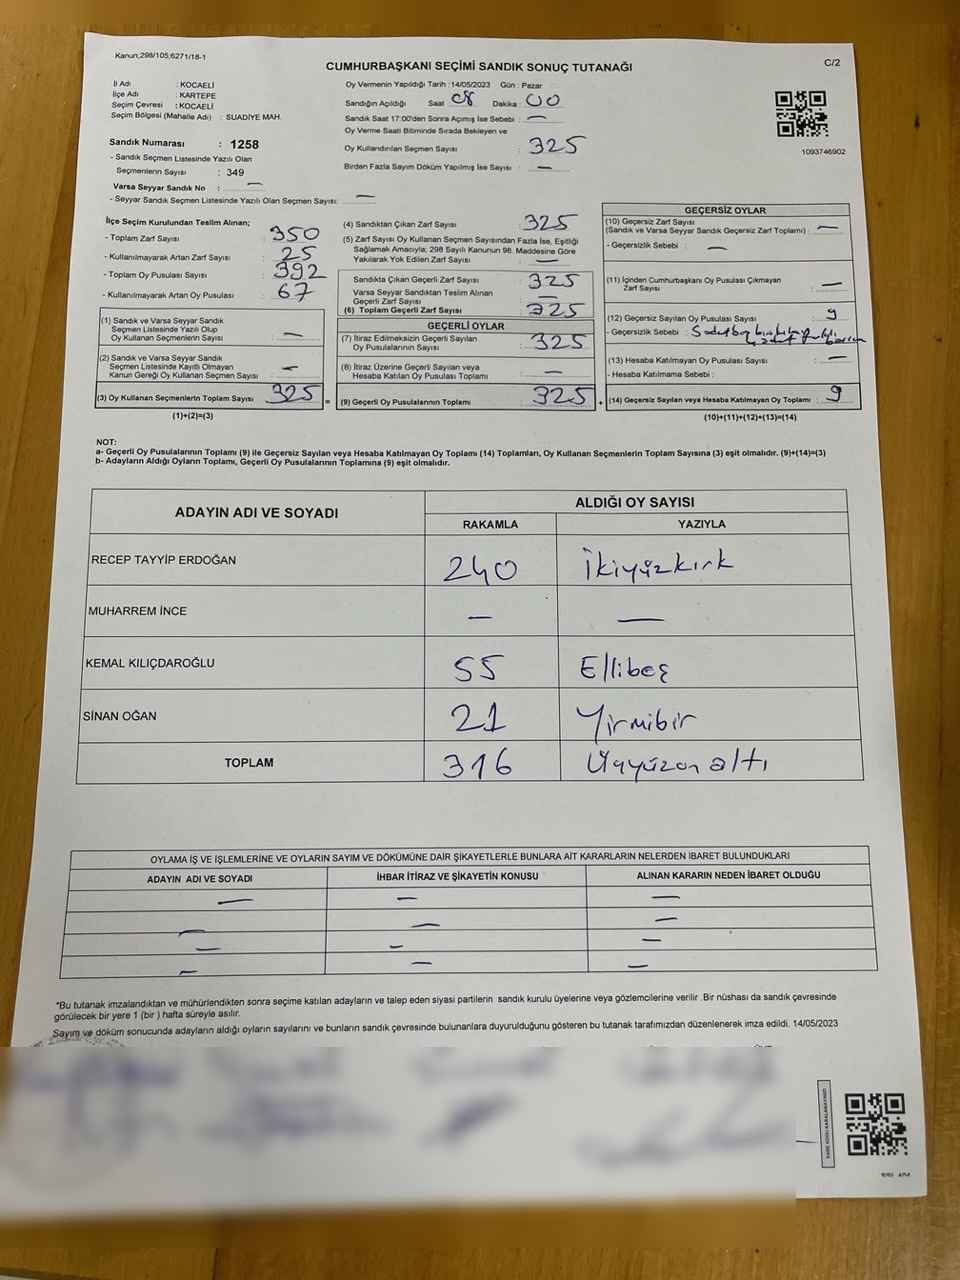 Kanun;298/105;6271/18-1
CUMHURBAŞKANI SEÇİMİ SANDIK SONUÇ TUTANAĞI
C/2
İl Adı : KOCAELİ
İlçe Adı : KARTEPE
Seçim Çevresi : KOCAELİ
Seçim Bölgesi (Mahalle Adı) : SUADİYE MAH.
Sandık Numarası : 1258
- Sandık Seçmen Listesinde Yazılı Olan
Seçmenlerin Sayısı : 349
Varsa Seyyar Sandık No : —
- Seyyar Sandık Seçmen Listesinde Yazılı Olan Seçmen Sayısı: —
Oy Vermenin Yapıldığı Tarih :14/05/2023 Gün : Pazar
Sandığın Açıldığı Saat 08 Dakika 00
Sandık Saat 17:00'den Sonra Açımış İse Sebebi : —
Oy Verme Saati Bitiminde Sırada Bekleyen ve
Oy Kullandırılan Seçmen Sayısı : 325
Birden Fazla Sayım Döküm Yapılmış İse Sayısı : —
1093746902
İlçe Seçim Kurulundan Teslim Alınan;
- Toplam Zarf Sayısı : 350
- Kullanılmayarak Artan Zarf Sayısı : 25
- Toplam Oy Pusulası Sayısı : 392
- Kullanılmayarak Artan Oy Pusulası : 67
(1) Sandık ve Varsa Seyyar Sandık
Seçmen Listesinde Yazılı Olup
Oy Kullanan Seçmenlerin Sayısı : —
(2) Sandık ve Varsa Seyyar Sandık
Seçmen Listesinde Kayıtlı Olmayan
Kanun Gereği Oy Kullanan Seçmen Sayısı : —
(3) Oy Kullanan Seçmenlerin Toplam Sayısı : 325 =
(1)+(2)=(3)
(4) Sandıktan Çıkan Zarf Sayısı : 325
(5) Zarf Sayısı Oy Kullanan Seçmen Sayısından Fazla İse, Eşitliği
Sağlamak Amacıyla, 298 Sayılı Kanunun 98. Maddesine Göre
Yakılarak Yok Edilen Zarf Sayısı : —
Sandıkta Çıkan Geçerli Zarf Sayısı : 325
Varsa Seyyar Sandıktan Teslim Alınan
Geçerli Zarf Sayısı : —
(6) Toplam Geçerli Zarf Sayısı : 325
GEÇERLİ OYLAR
(7) İtiraz Edilmeksizin Geçerli Sayılan
Oy Pusulalarının Sayısı : 325
(8) İtiraz Üzerine Geçerli Sayılan veya
Hesaba Katılan Oy Pusulası Toplamı : —
(9) Geçerli Oy Pusulalarının Toplamı : 325 +
GEÇERSİZ OYLAR
(10) Geçersiz Zarf Sayısı
(Sandık ve Varsa Seyyar Sandık Geçersiz Zarf Toplamı) : —
- Geçersizlik Sebebi : —
(11) İçinden Cumhurbaşkanı Oy Pusulası Çıkmayan
Zarf Sayısı : —
(12) Geçersiz Sayılan Oy Pusulası Sayısı : 9
- Geçersizlik Sebebi :
(13) Hesaba Katılmayan Oy Pusulası Sayısı : —
- Hesaba Katılmama Sebebi :
(14) Geçersiz Sayılan veya Hesaba Katılmayan Oy Toplamı : 9
(10)+(11)+(12)+(13)=(14)
NOT:
a- Geçerli Oy Pusulalarının Toplamı (9) ile Geçersiz Sayılan veya Hesaba Katılmayan Oy Toplamı (14) Toplamları, Oy Kullanan Seçmenlerin Toplam Sayısına (3) eşit olmalıdır. (9)+(14)=(3)
b- Adayların Aldığı Oyların Toplamı, Geçerli Oy Pusulalarının Toplamına (9) eşit olmalıdır.
ADAYIN ADI VE SOYADI
ALDIĞI OY SAYISI
RAKAMLA YAZIYLA
RECEP TAYYİP ERDOĞAN 240 İkiyüzkırk
MUHARREM İNCE — —
KEMAL KILIÇDAROĞLU 55 Ellibeş
SİNAN OĞAN 21 Yirmibir
TOPLAM 316 Üçyüzonaltı
OYLAMA İŞ VE İŞLEMLERİNE VE OYLARIN SAYIM VE DÖKÜMÜNE DAİR ŞİKAYETLERLE BUNLARA AİT KARARLARIN NELERDEN İBARET BULUNDUKLARI
ADAYIN ADI VE SOYADI İHBAR İTİRAZ VE ŞİKAYETİN KONUSU ALINAN KARARIN NEDEN İBARET OLDUĞU
— — —
— — —
— — —
— — —
*Bu tutanak imzalandıktan ve mühürlendikten sonra seçime katılan adayların ve talep eden siyasi partilerin sandık kurulu üyelerine veya gözlemcilerine verilir .Bir nüshası da sandık çevresinde
görülecek bir yere 1 (bir ) hafta süreyle asılır.
Sayım ve döküm sonucunda adayların aldığı oyların sayılarını ve bunların sandık çevresinde bulunanlara duyurulduğunu gösteren bu tutanak tarafımızdan düzenlenerek imza edildi. 14/05/2023